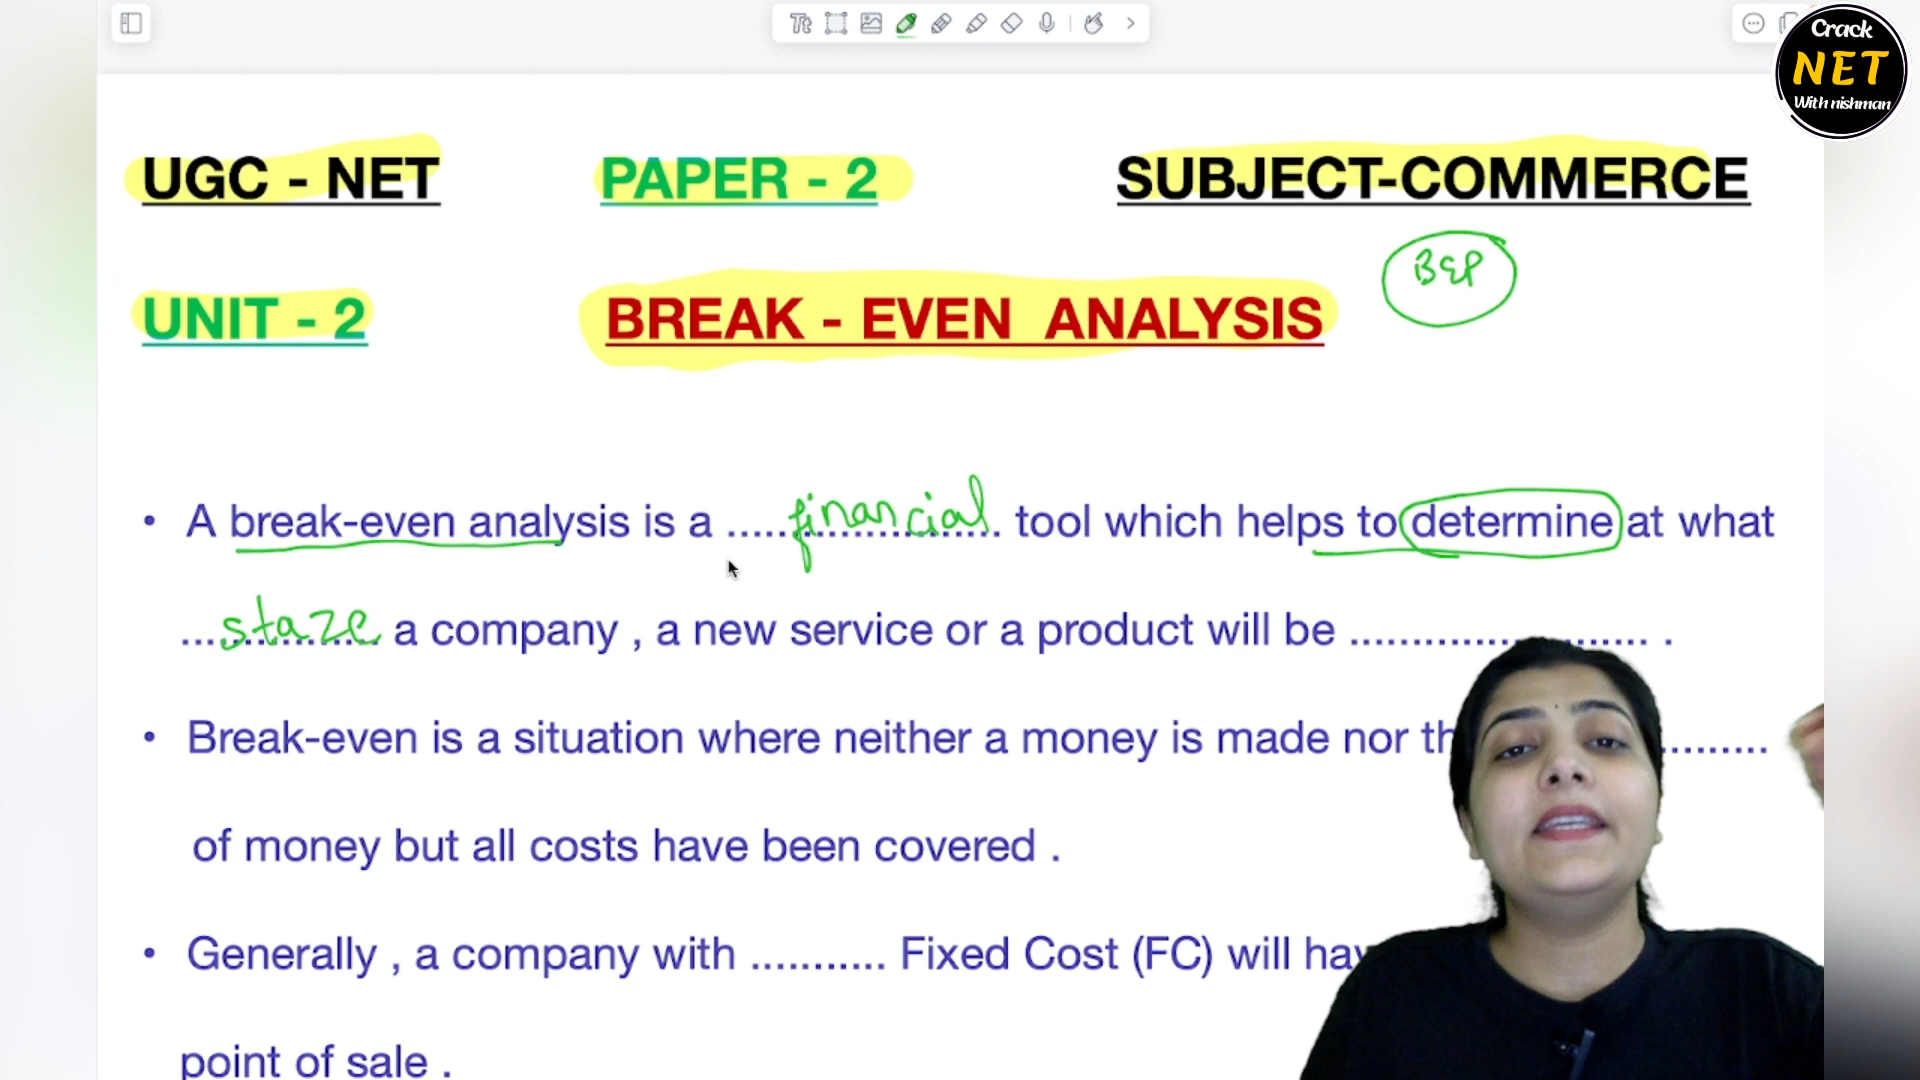 Crack
NET
With nishman
UGC - NET PAPER - 2 SUBJECT-COMMERCE
BEP
UNIT - 2 BREAK - EVEN ANALYSIS
• A break-even analysis is a .....financial. tool which helps to determine at what
...staze a company , a new service or a product will be ........................ .
• Break-even is a situation where neither a money is made nor .........
of money but all costs have been covered .
• Generally , a company with ........... Fixed Cost (FC) will
point of sale .